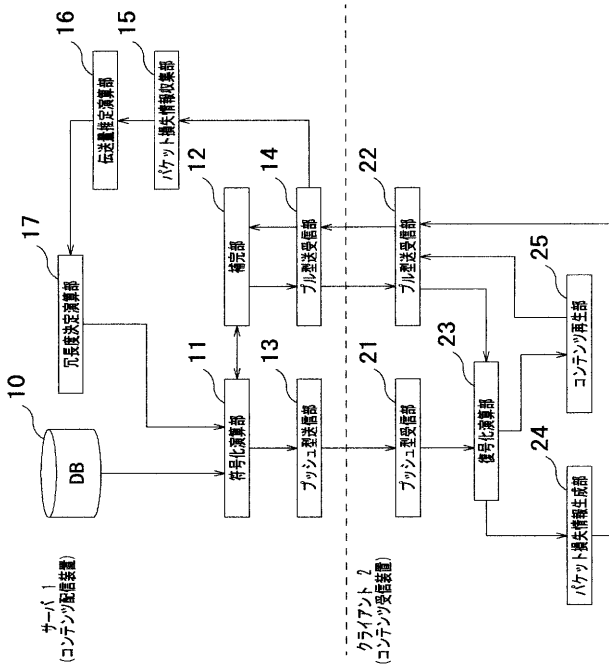 サーバ 1
(コンテンツ配信装置)
10
DB
17
冗長度決定演算部
16
伝送量推定演算部
15
パケット損失情報収集部
11
符号化演算部
12
補完部
13
プッシュ型送信部
14
プル型送受信部
クライアント 2
(コンテンツ受信装置)
21
プッシュ型受信部
22
プル型送受信部
23
復号化演算部
24
パケット損失情報生成部
25
コンテンツ再生部